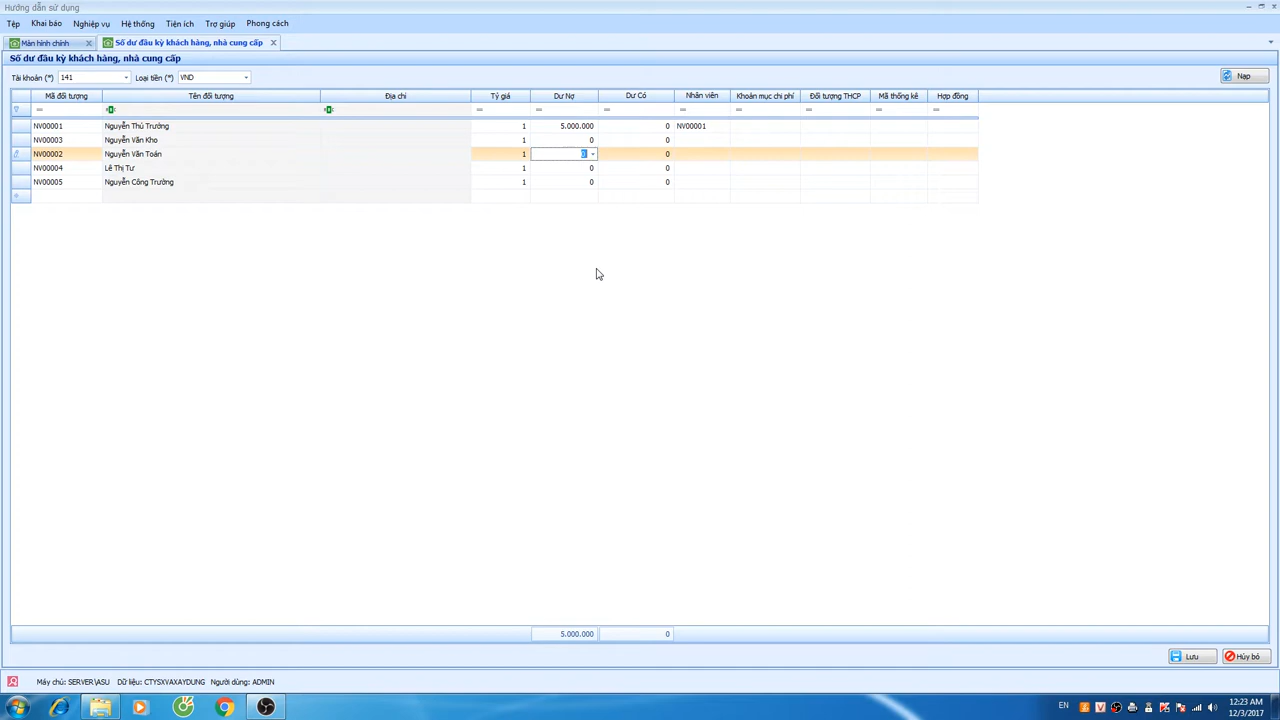 Hướng dẫn sử dụng
Tệp Khai báo Nghiệp vụ Hệ thống Tiện ích Trợ giúp Phong cách
Màn hình chính Số dư đầu kỳ khách hàng, nhà cung cấp
Số dư đầu kỳ khách hàng, nhà cung cấp
Tài khoản (*) 141 Loại tiền (*) VND Nạp
Mã đối tượng Tên đối tượng Địa chỉ Tỷ giá Dư Nợ Dư Có Nhân viên Khoản mục chi phí Đối tượng THCP Mã thống kê Hợp đồng
= = = = = = = = =
NV00001 Nguyễn Thủ Trưởng 1 5.000.000 0 NV00001
NV00003 Nguyễn Văn Kho 1 0 0
NV00002 Nguyễn Văn Toán 1 0 0
NV00004 Lê Thị Tư 1 0 0
NV00005 Nguyễn Công Trường 1 0 0
5.000.000 0
Lưu Hủy bỏ
Máy chủ: SERVER\ASU Dữ liệu: CTYSXVAXAYDUNG Người dùng: ADMIN
EN 12:23 AM
12/3/2017